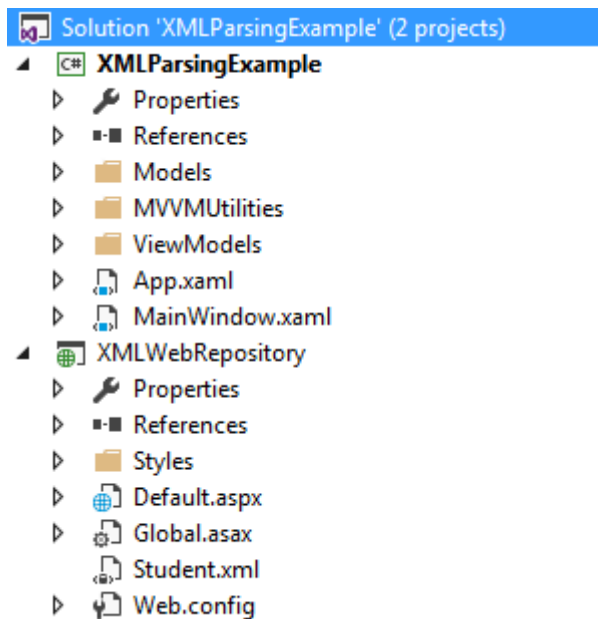 Solution 'XMLParsingExample' (2 projects)
C# XMLParsingExample
Properties
References
Models
MVVMUtilities
ViewModels
App.xaml
MainWindow.xaml
XMLWebRepository
Properties
References
Styles
Default.aspx
Global.asax
Student.xml
Web.config